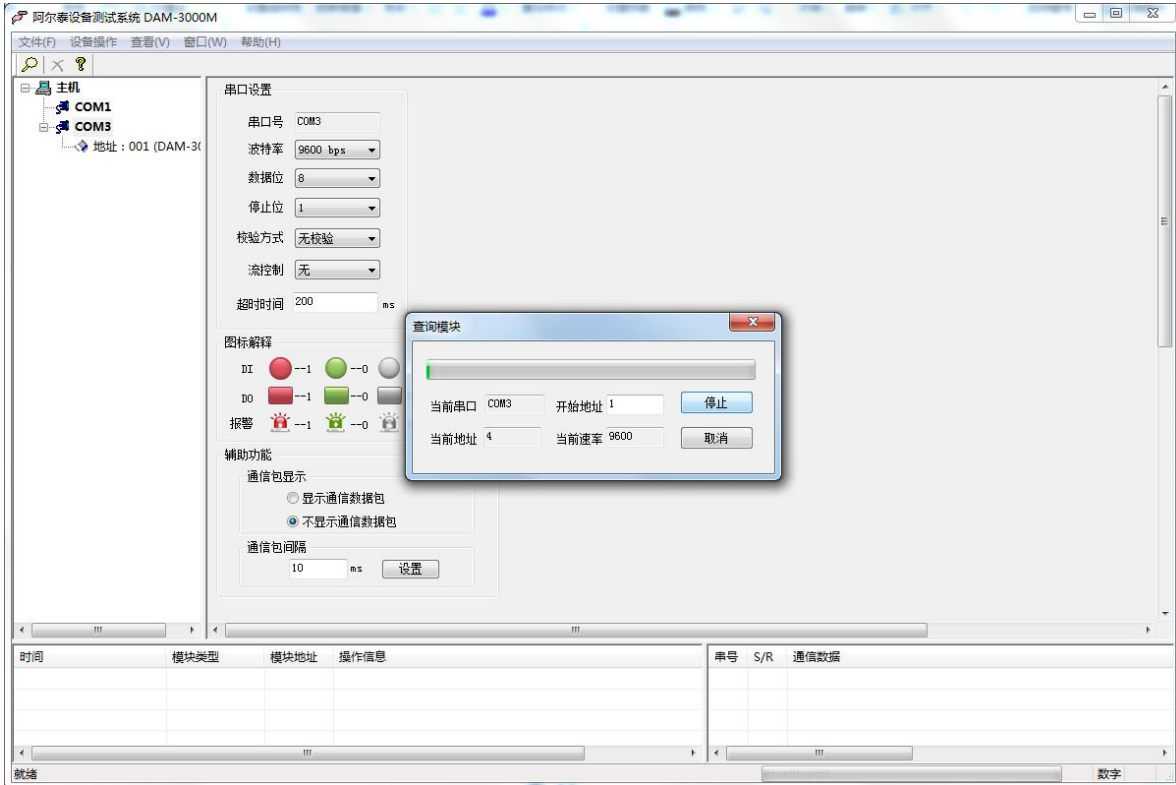 阿尔泰设备测试系统 DAM-3000M
文件(F) 设备操作 查看(V) 窗口(W) 帮助(H)
主机
COM1
COM3
地址：001 (DAM-30
串口设置
串口号 COM3
波特率 9600 bps
数据位 8
停止位 1
校验方式 无校验
流控制 无
超时时间 200 ms
图标解释
DI --1 --0
DO --1 --0
报警 --1 --0
辅助功能
通信包显示
显示通信数据包
不显示通信数据包
通信包间隔
10 ms 设置
查询模块
当前串口 COM3 开始地址 1 停止
当前地址 4 当前速率 9600 取消
时间 模块类型 模块地址 操作信息
串号 S/R 通信数据
就绪 数字